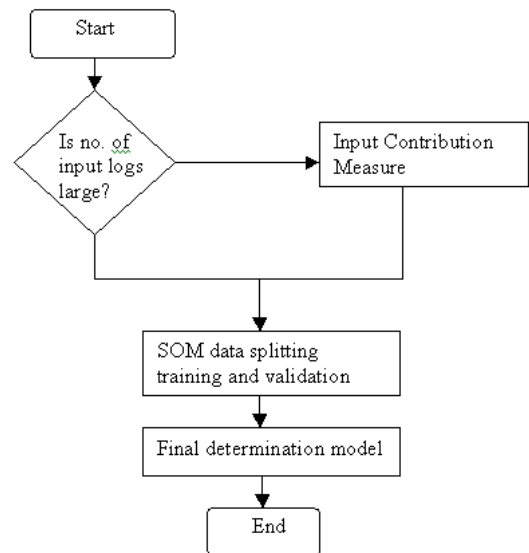 Start
Is no. of
input logs
large?
Input Contribution
Measure
SOM data splitting
training and validation
Final determination model
End